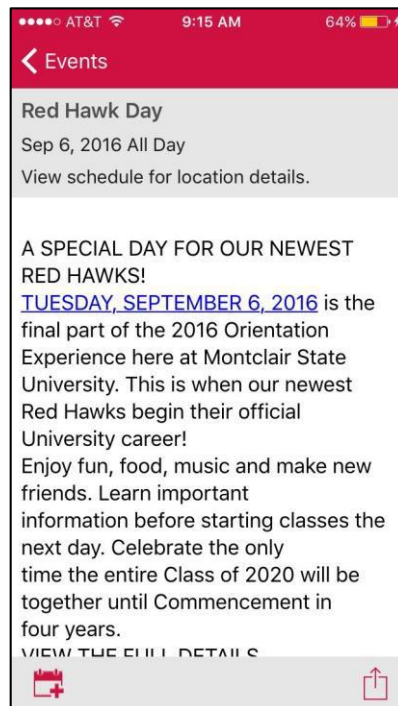 AT&T 9:15 AM 64%
Events
Red Hawk Day
Sep 6, 2016 All Day
View schedule for location details.
A SPECIAL DAY FOR OUR NEWEST
RED HAWKS!
TUESDAY, SEPTEMBER 6, 2016 is the
final part of the 2016 Orientation
Experience here at Montclair State
University. This is when our newest
Red Hawks begin their official
University career!
Enjoy fun, food, music and make new
friends. Learn important
information before starting classes the
next day. Celebrate the only
time the entire Class of 2020 will be
together until Commencement in
four years.
VIEW THE FULL DETAILS